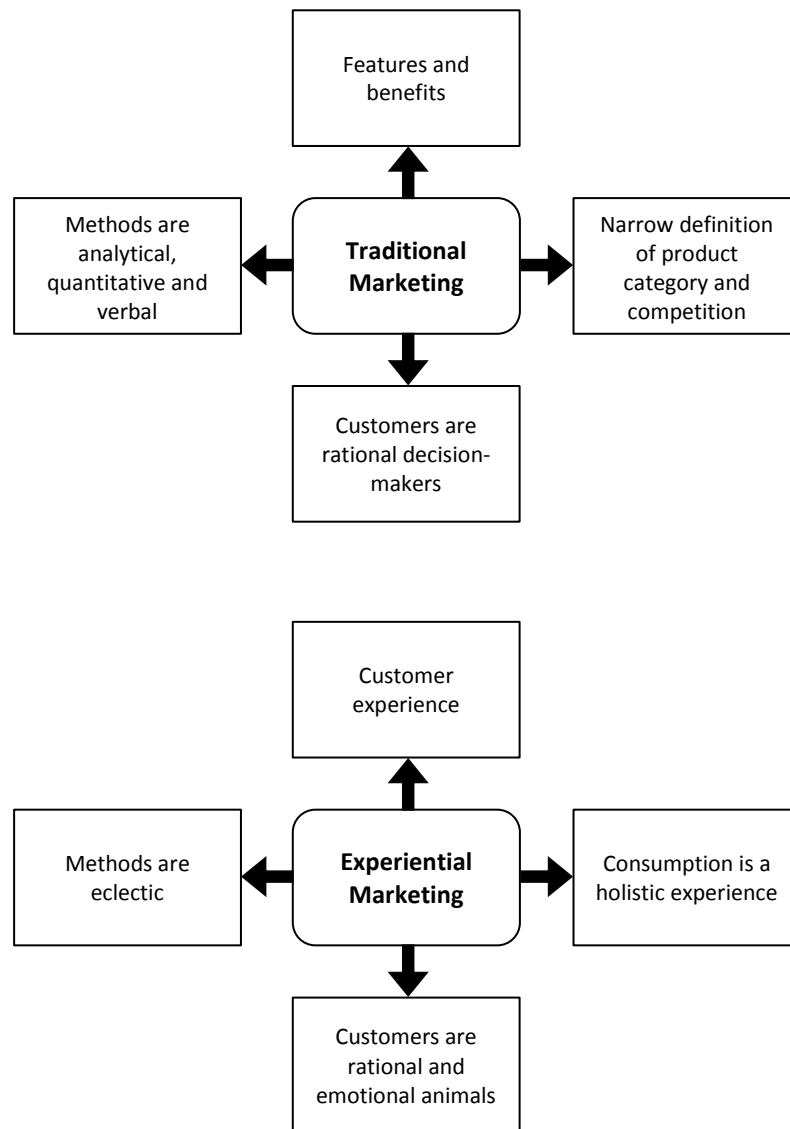 Features and
benefits
Methods are
analytical,
quantitative and
verbal
Traditional
Marketing
Narrow definition
of product
category and
competition
Customers are
rational decision-
makers
Customer
experience
Methods are
eclectic
Experiential
Marketing
Consumption is a
holistic experience
Customers are
rational and
emotional animals